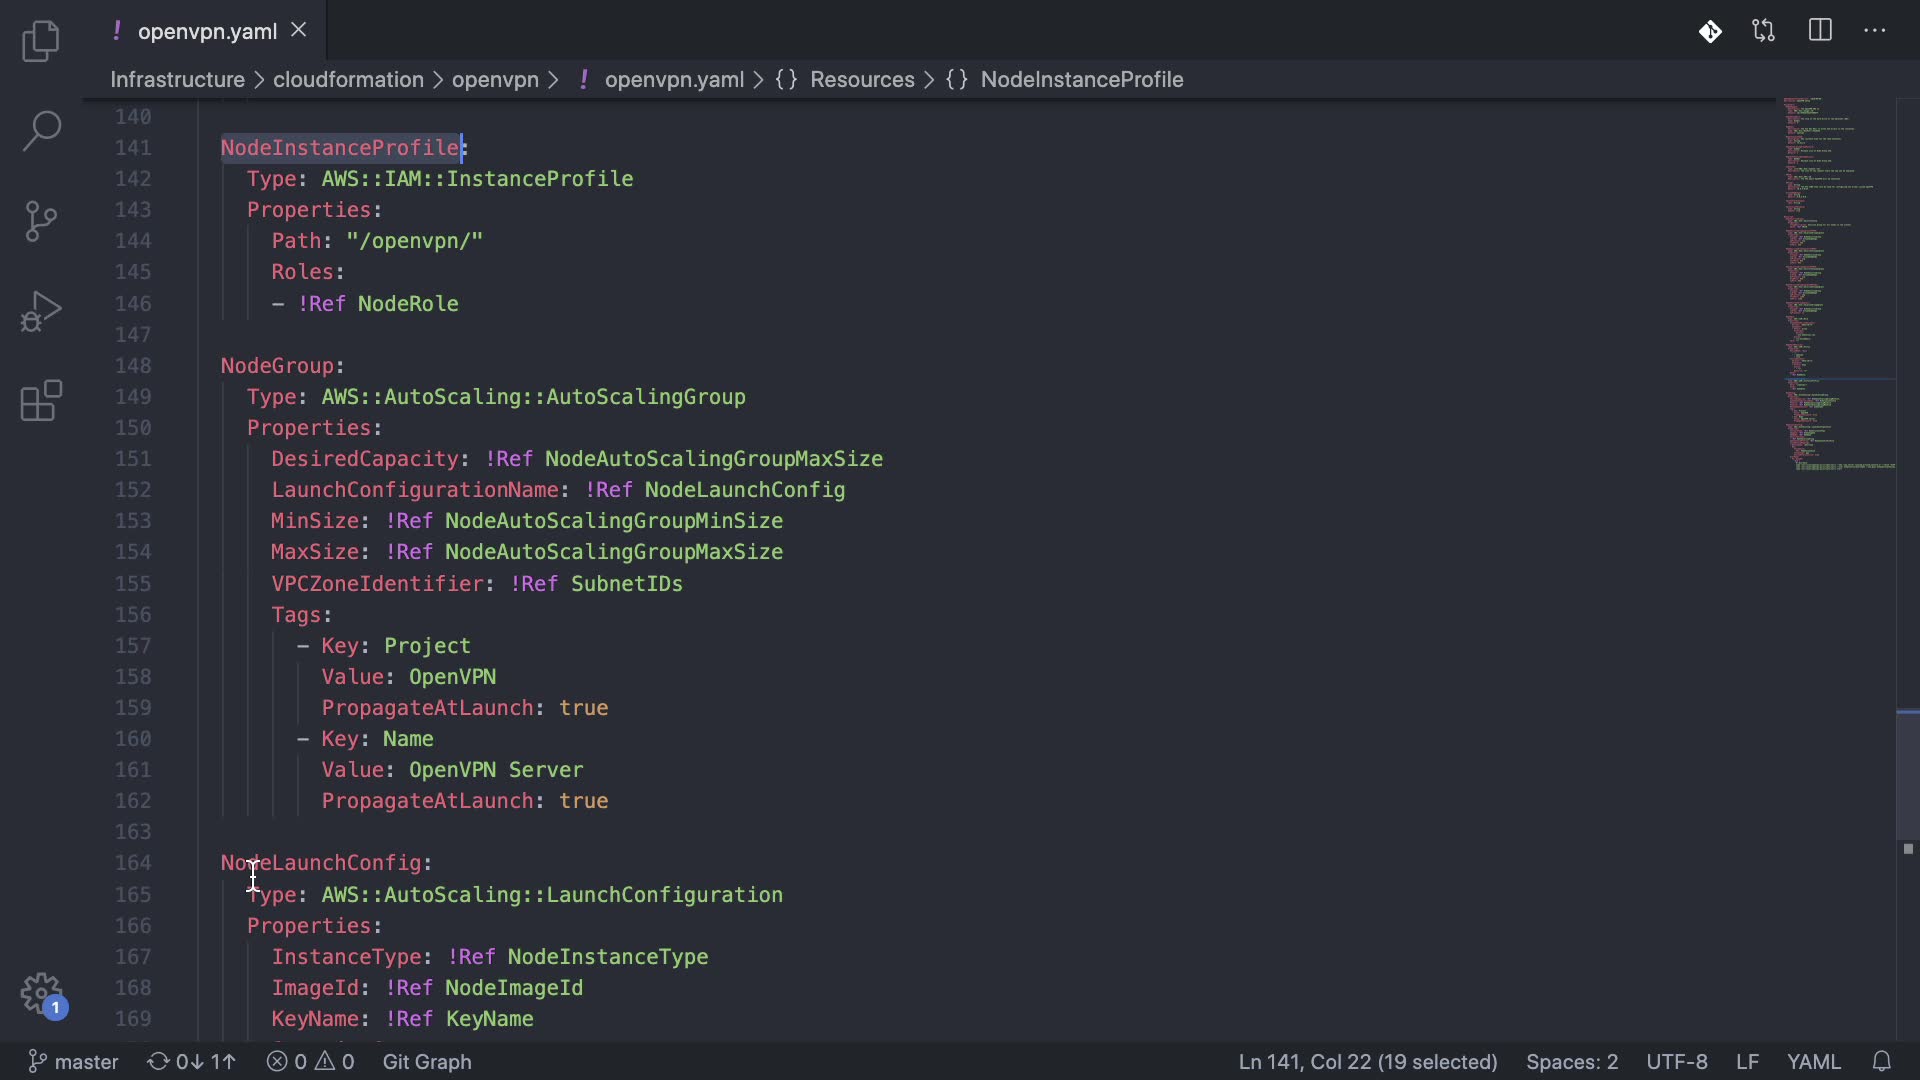 ! openvpn.yaml ×
Infrastructure > cloudformation > openvpn > ! openvpn.yaml > {} Resources > {} NodeInstanceProfile
140
141 NodeInstanceProfile:
142 Type: AWS::IAM::InstanceProfile
143 Properties:
144 Path: "/openvpn/"
145 Roles:
146 - !Ref NodeRole
147
148 NodeGroup:
149 Type: AWS::AutoScaling::AutoScalingGroup
150 Properties:
151 DesiredCapacity: !Ref NodeAutoScalingGroupMaxSize
152 LaunchConfigurationName: !Ref NodeLaunchConfig
153 MinSize: !Ref NodeAutoScalingGroupMinSize
154 MaxSize: !Ref NodeAutoScalingGroupMaxSize
155 VPCZoneIdentifier: !Ref SubnetIDs
156 Tags:
157 - Key: Project
158 Value: OpenVPN
159 PropagateAtLaunch: true
160 - Key: Name
161 Value: OpenVPN Server
162 PropagateAtLaunch: true
163
164 NodeLaunchConfig:
165 Type: AWS::AutoScaling::LaunchConfiguration
166 Properties:
167 InstanceType: !Ref NodeInstanceType
168 ImageId: !Ref NodeImageId
169 KeyName: !Ref KeyName
1
master 0↓ 1↑ 0 0 Git Graph Ln 141, Col 22 (19 selected) Spaces: 2 UTF-8 LF YAML